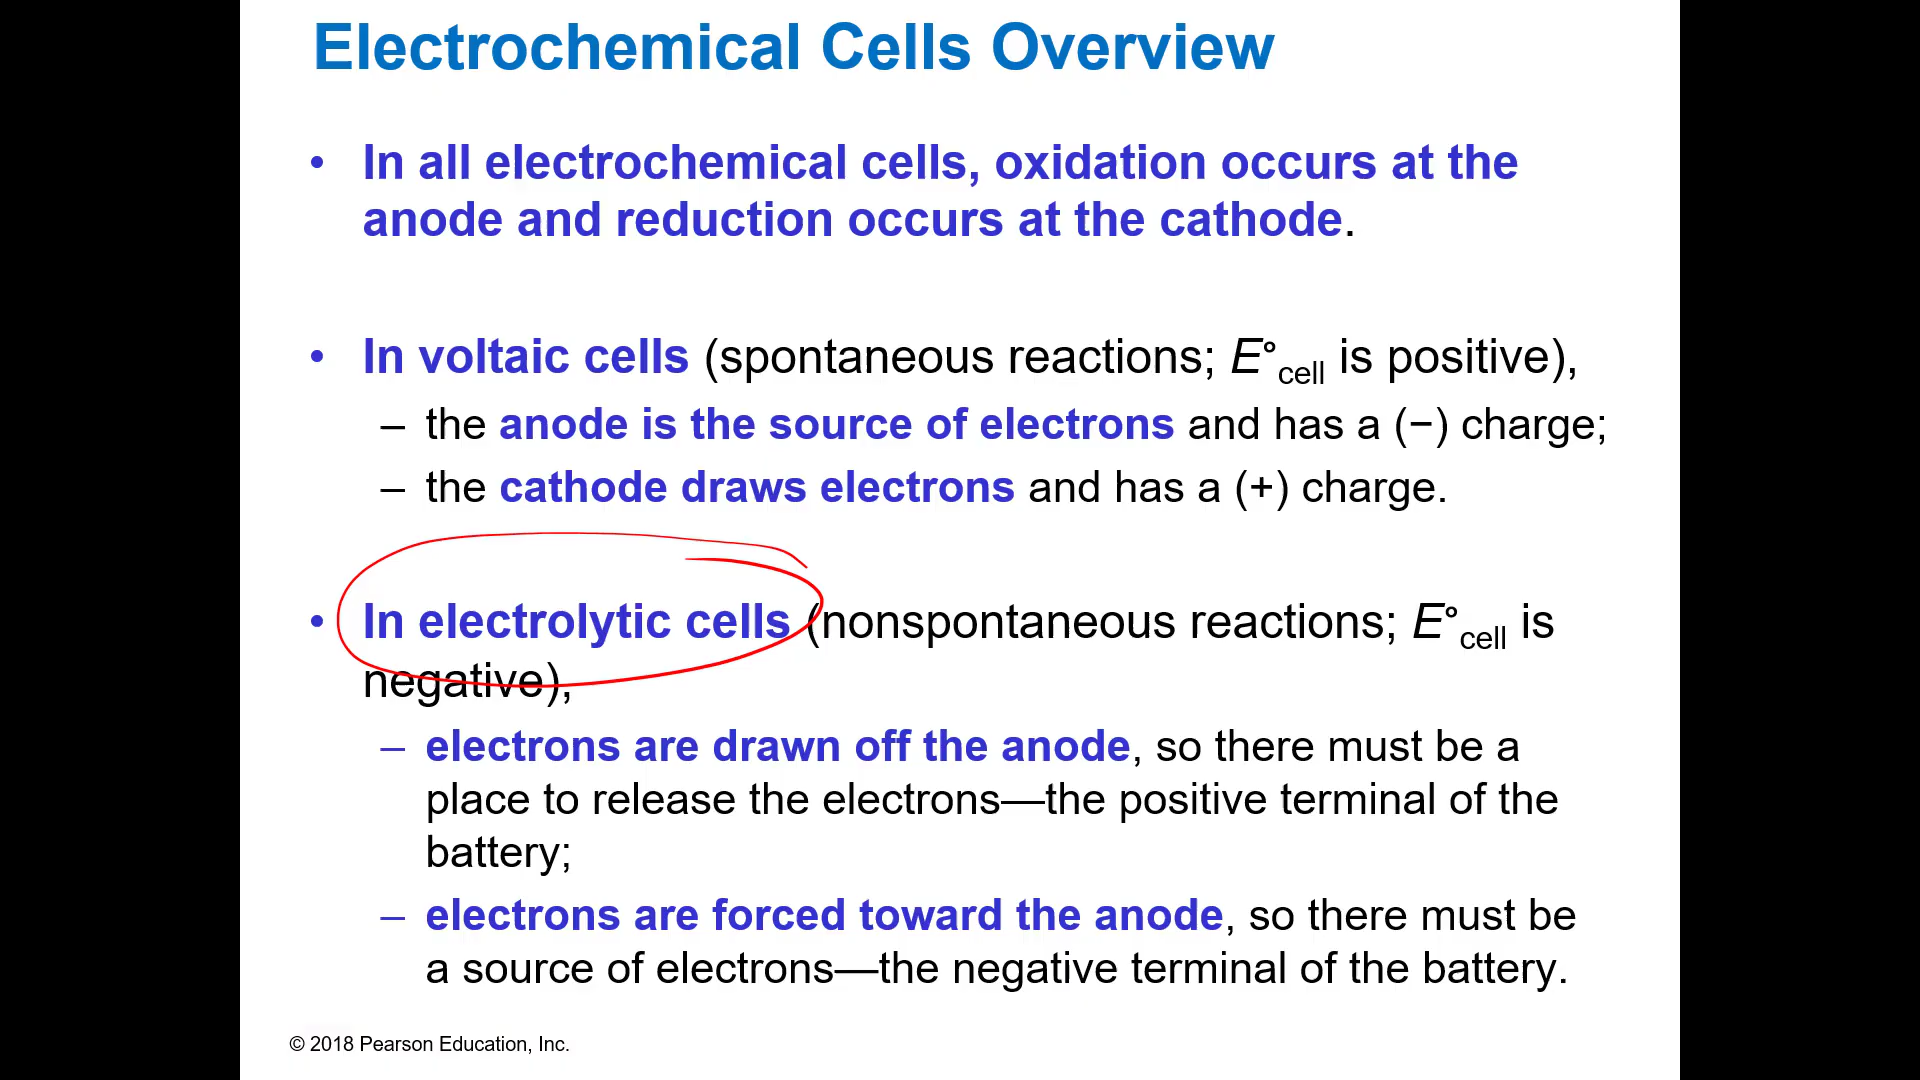 Electrochemical Cells Overview
• In all electrochemical cells, oxidation occurs at the
anode and reduction occurs at the cathode.
• In voltaic cells (spontaneous reactions; E°cell is positive),
– the anode is the source of electrons and has a (−) charge;
– the cathode draws electrons and has a (+) charge.
• In electrolytic cells (nonspontaneous reactions; E°cell is
negative),
– electrons are drawn off the anode, so there must be a
place to release the electrons—the positive terminal of the
battery;
– electrons are forced toward the anode, so there must be
a source of electrons—the negative terminal of the battery.
© 2018 Pearson Education, Inc.